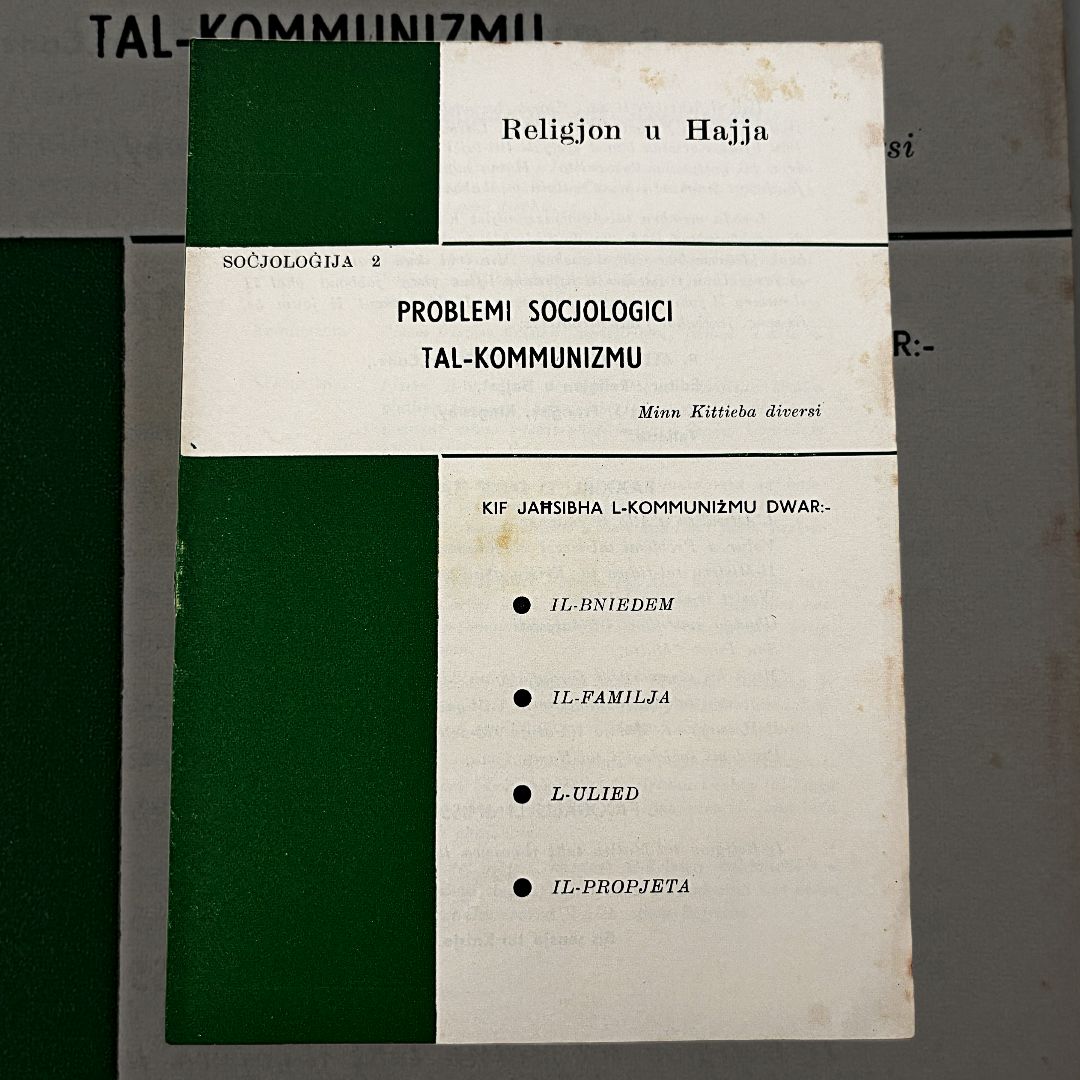 TAL-KOMMUNIZMU
Religjon u Hajja
si
SOĊJOLOĠIJA 2
PROBLEMI SOCJOLOGICI
TAL-KOMMUNIZMU
R:-
Minn Kittieba diversi
KIF JAĦSIBHA L-KOMMUNIŻMU DWAR:-
● IL-BNIEDEM
● IL-FAMILJA
● L-ULIED
● IL-PROPJETA